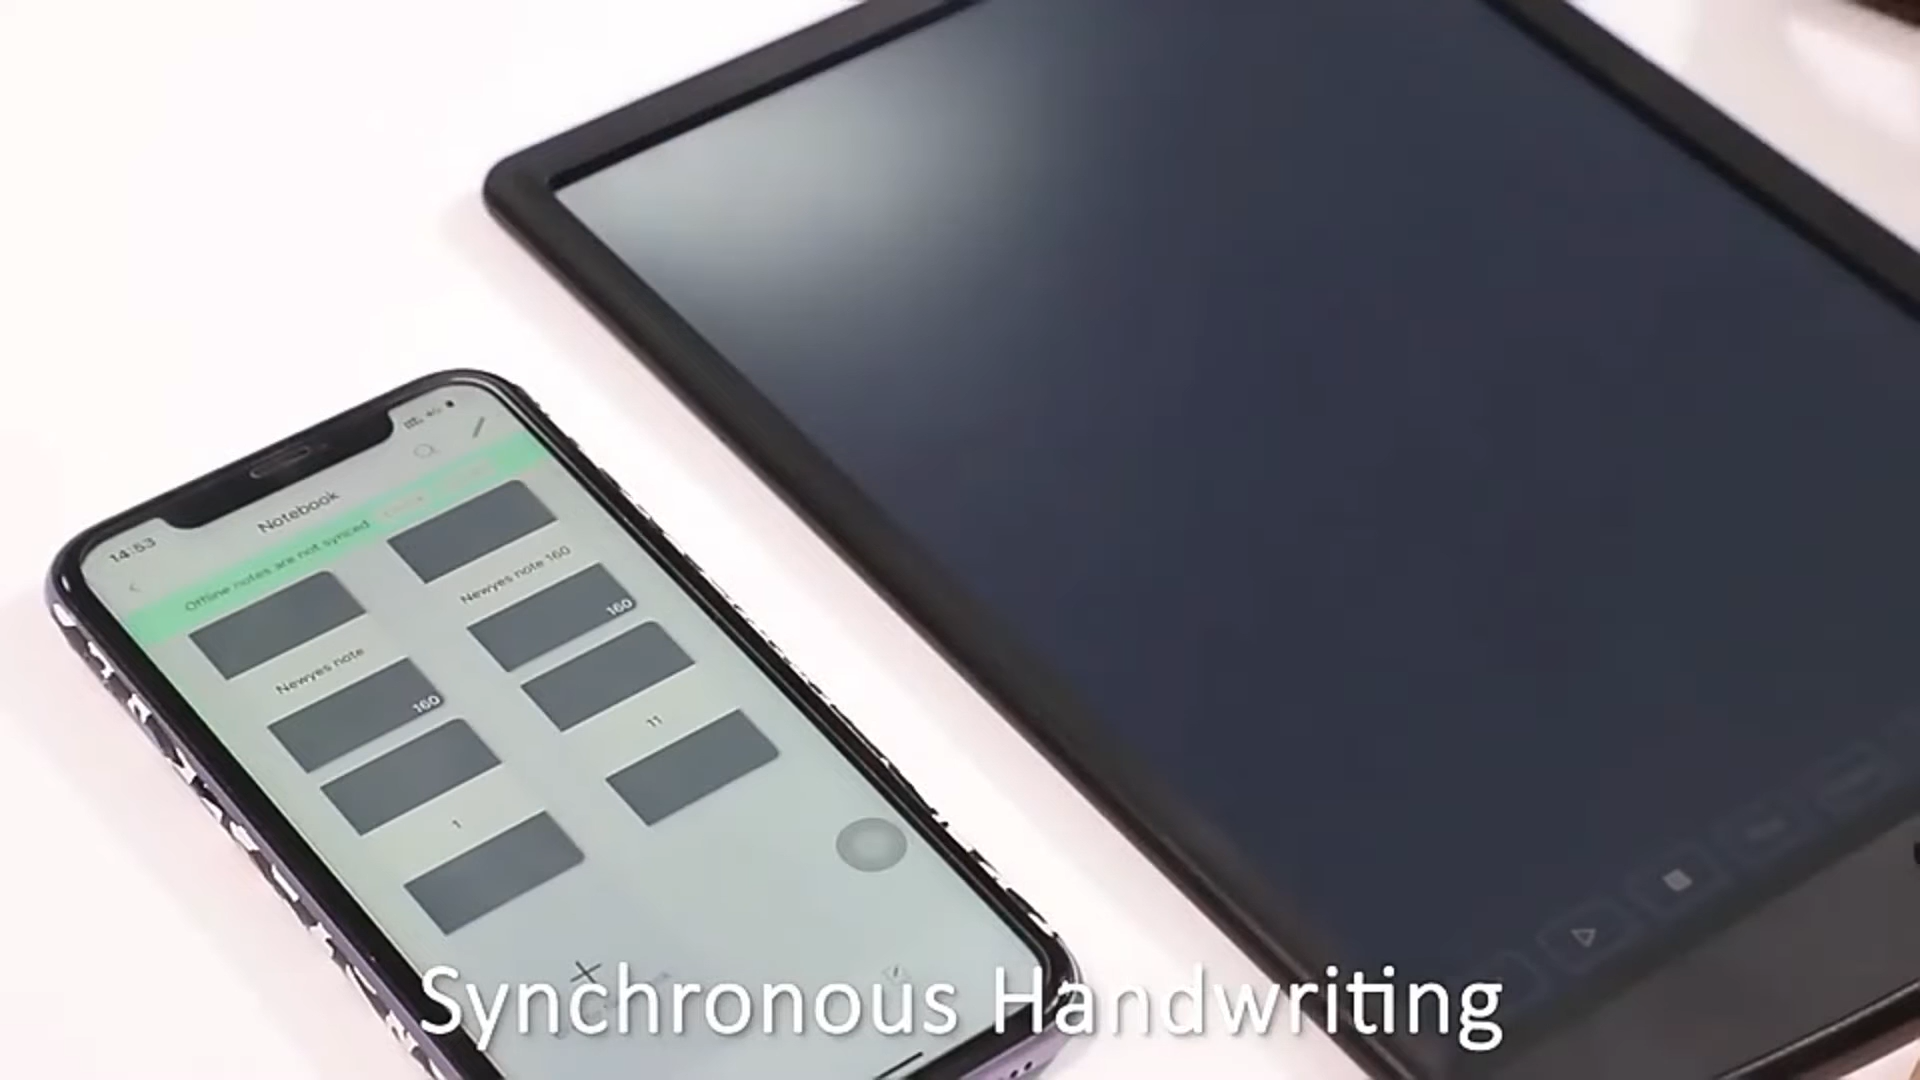 4G
14:53
Notebook
Offline notes are not synced
Newyes note 160
160
Newyes note
160
11
1
Synchronous Handwriting